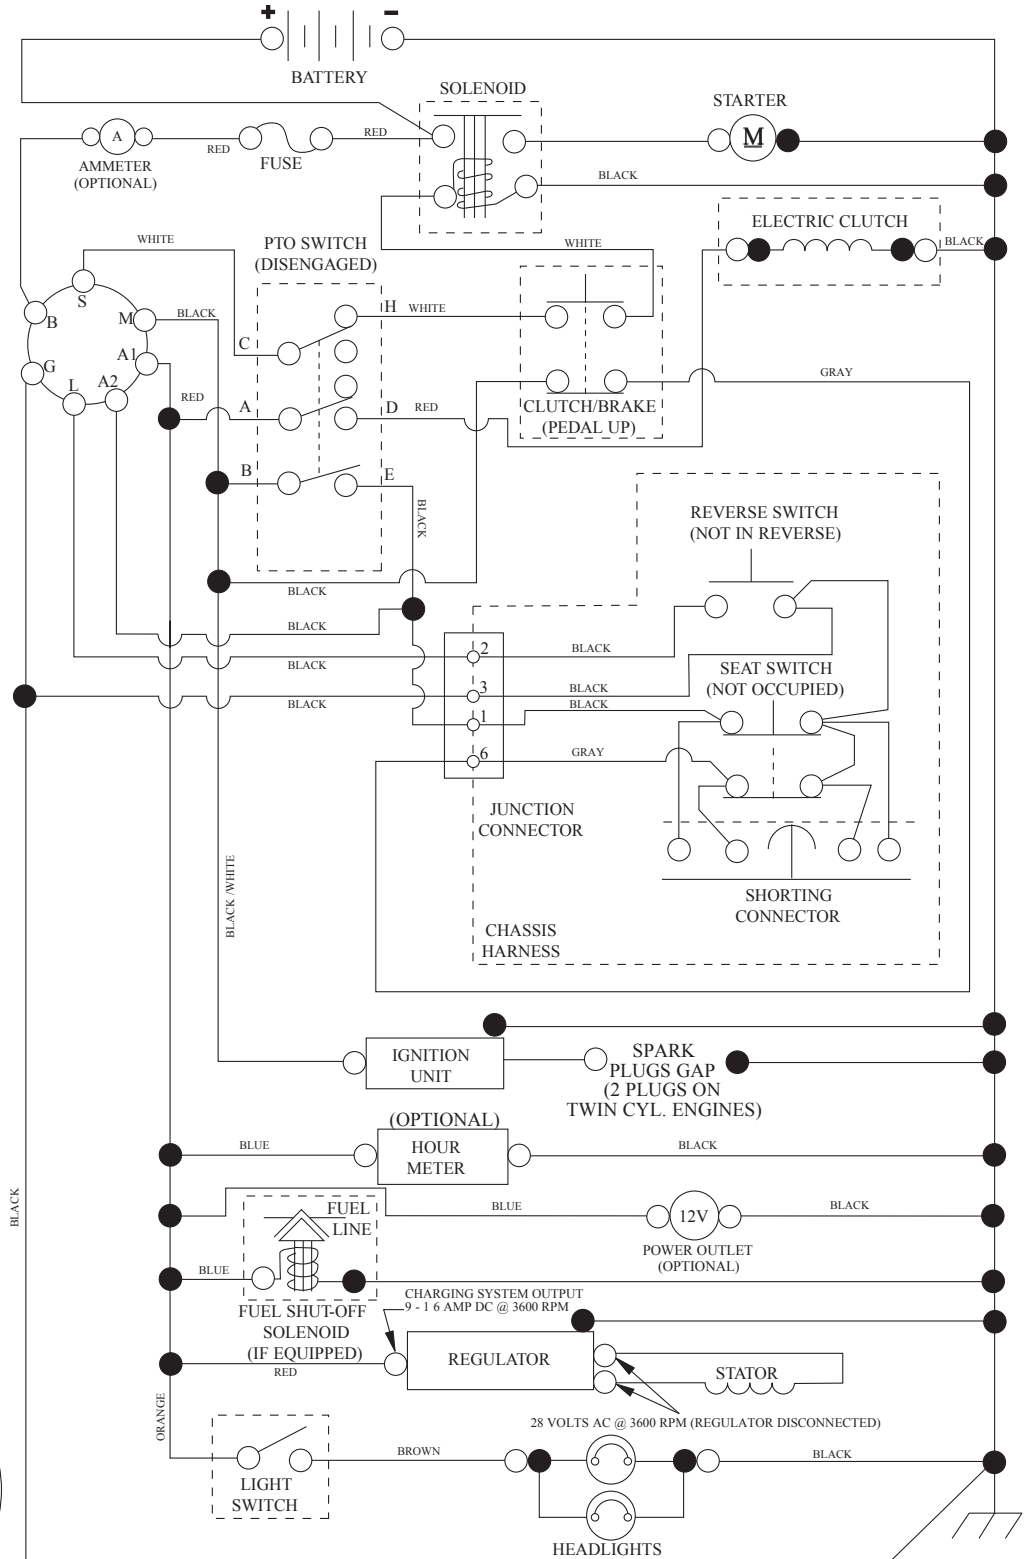 + -
BATTERY
SOLENOID
STARTER
M
A
AMMETER
(OPTIONAL)
RED
FUSE
RED
BLACK
ELECTRIC CLUTCH
BLACK
WHITE
PTO SWITCH
(DISENGAGED)
WHITE
S
B
M
BLACK
G
A1
L
A2
H
WHITE
C
RED
A
D
RED
CLUTCH/BRAKE
(PEDAL UP)
GRAY
B
E
BLACK
REVERSE SWITCH
(NOT IN REVERSE)
BLACK
BLACK
BLACK
2
BLACK
SEAT SWITCH
(NOT OCCUPIED)
BLACK
3
BLACK
1
BLACK
6
GRAY
JUNCTION
CONNECTOR
SHORTING
CONNECTOR
CHASSIS
HARNESS
BLACK /WHITE
IGNITION
UNIT
SPARK
PLUGS GAP
(2 PLUGS ON
TWIN CYL. ENGINES)
(OPTIONAL)
HOUR
METER
BLUE
BLACK
BLACK
FUEL
LINE
BLUE
12V
BLACK
POWER OUTLET
(OPTIONAL)
BLUE
FUEL SHUT-OFF
SOLENOID
(IF EQUIPPED)
CHARGING SYSTEM OUTPUT
9 - 1 6 AMP DC @ 3600 RPM
RED
REGULATOR
STATOR
28 VOLTS AC @ 3600 RPM (REGULATOR DISCONNECTED)
ORANGE
LIGHT
SWITCH
BROWN
BLACK
HEADLIGHTS